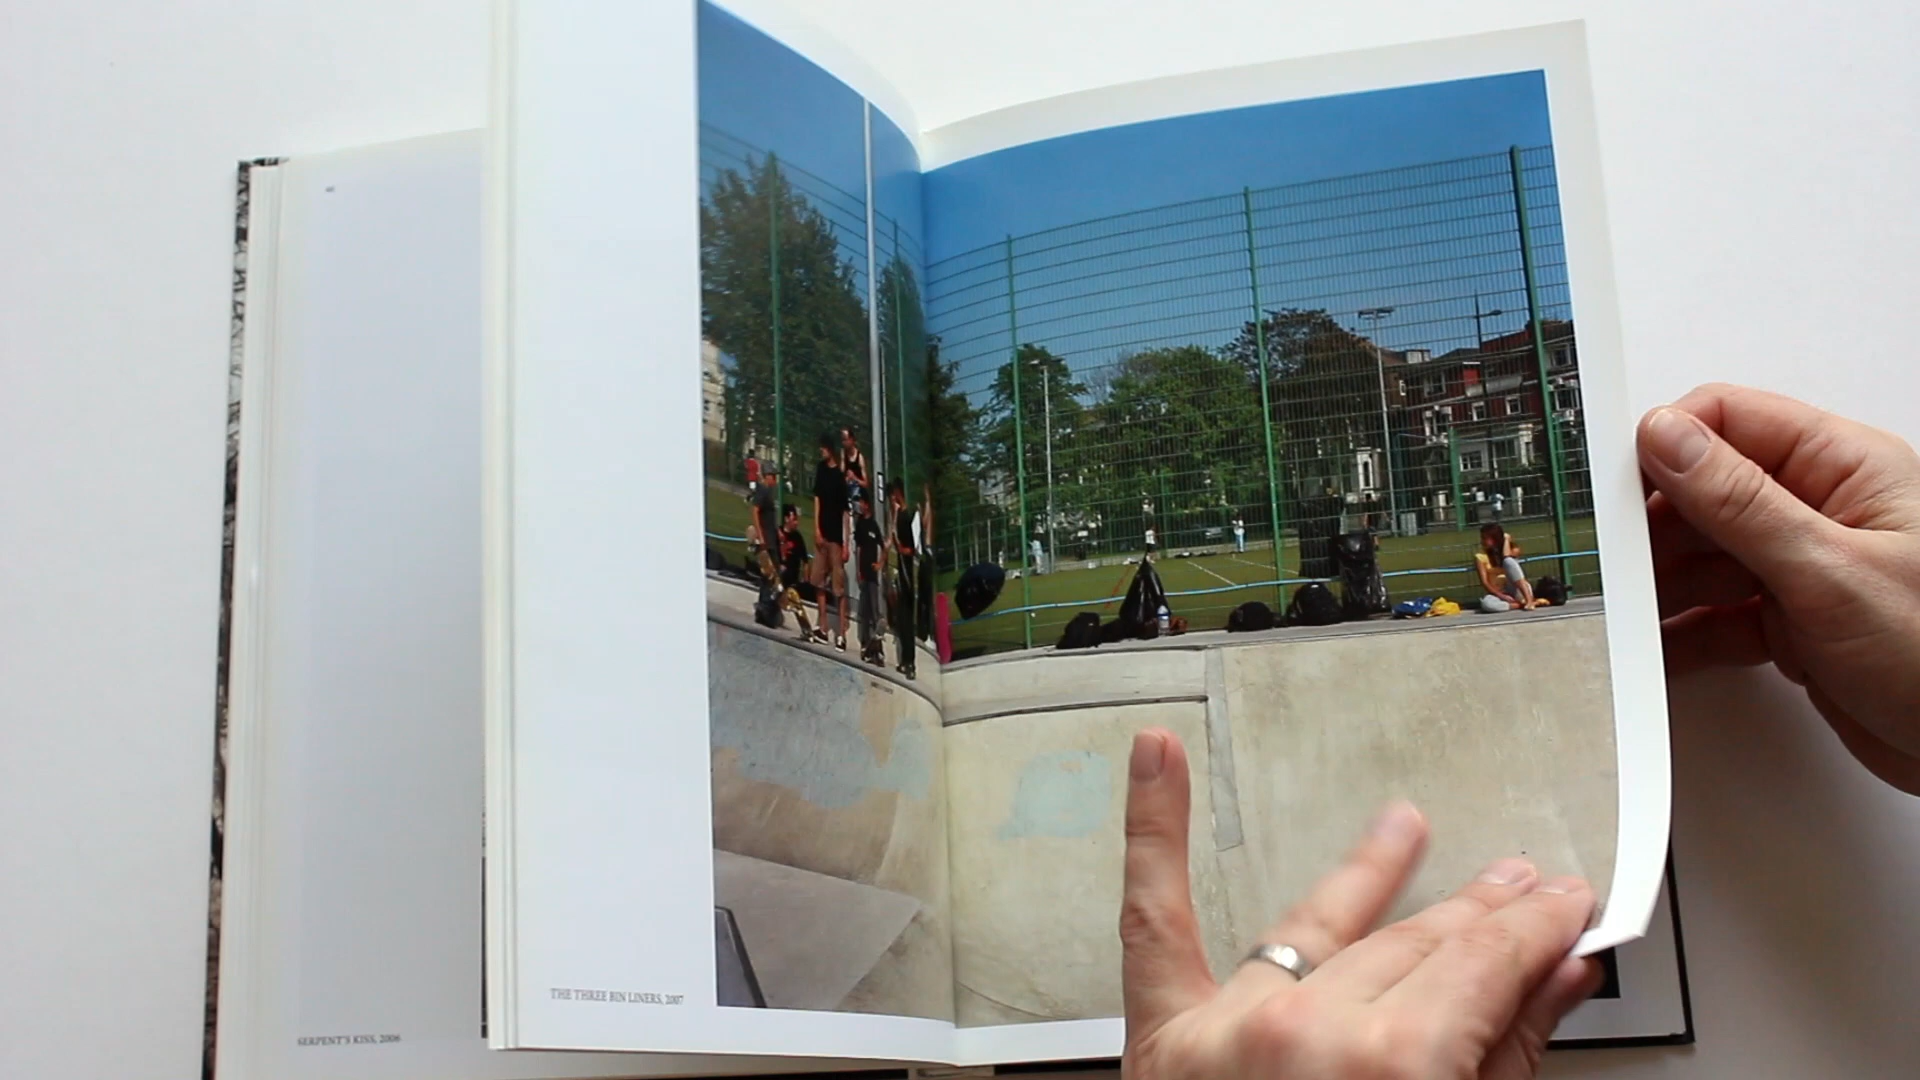 THE THREE BIN LINERS, 2007
SERPENT'S KISS, 2006